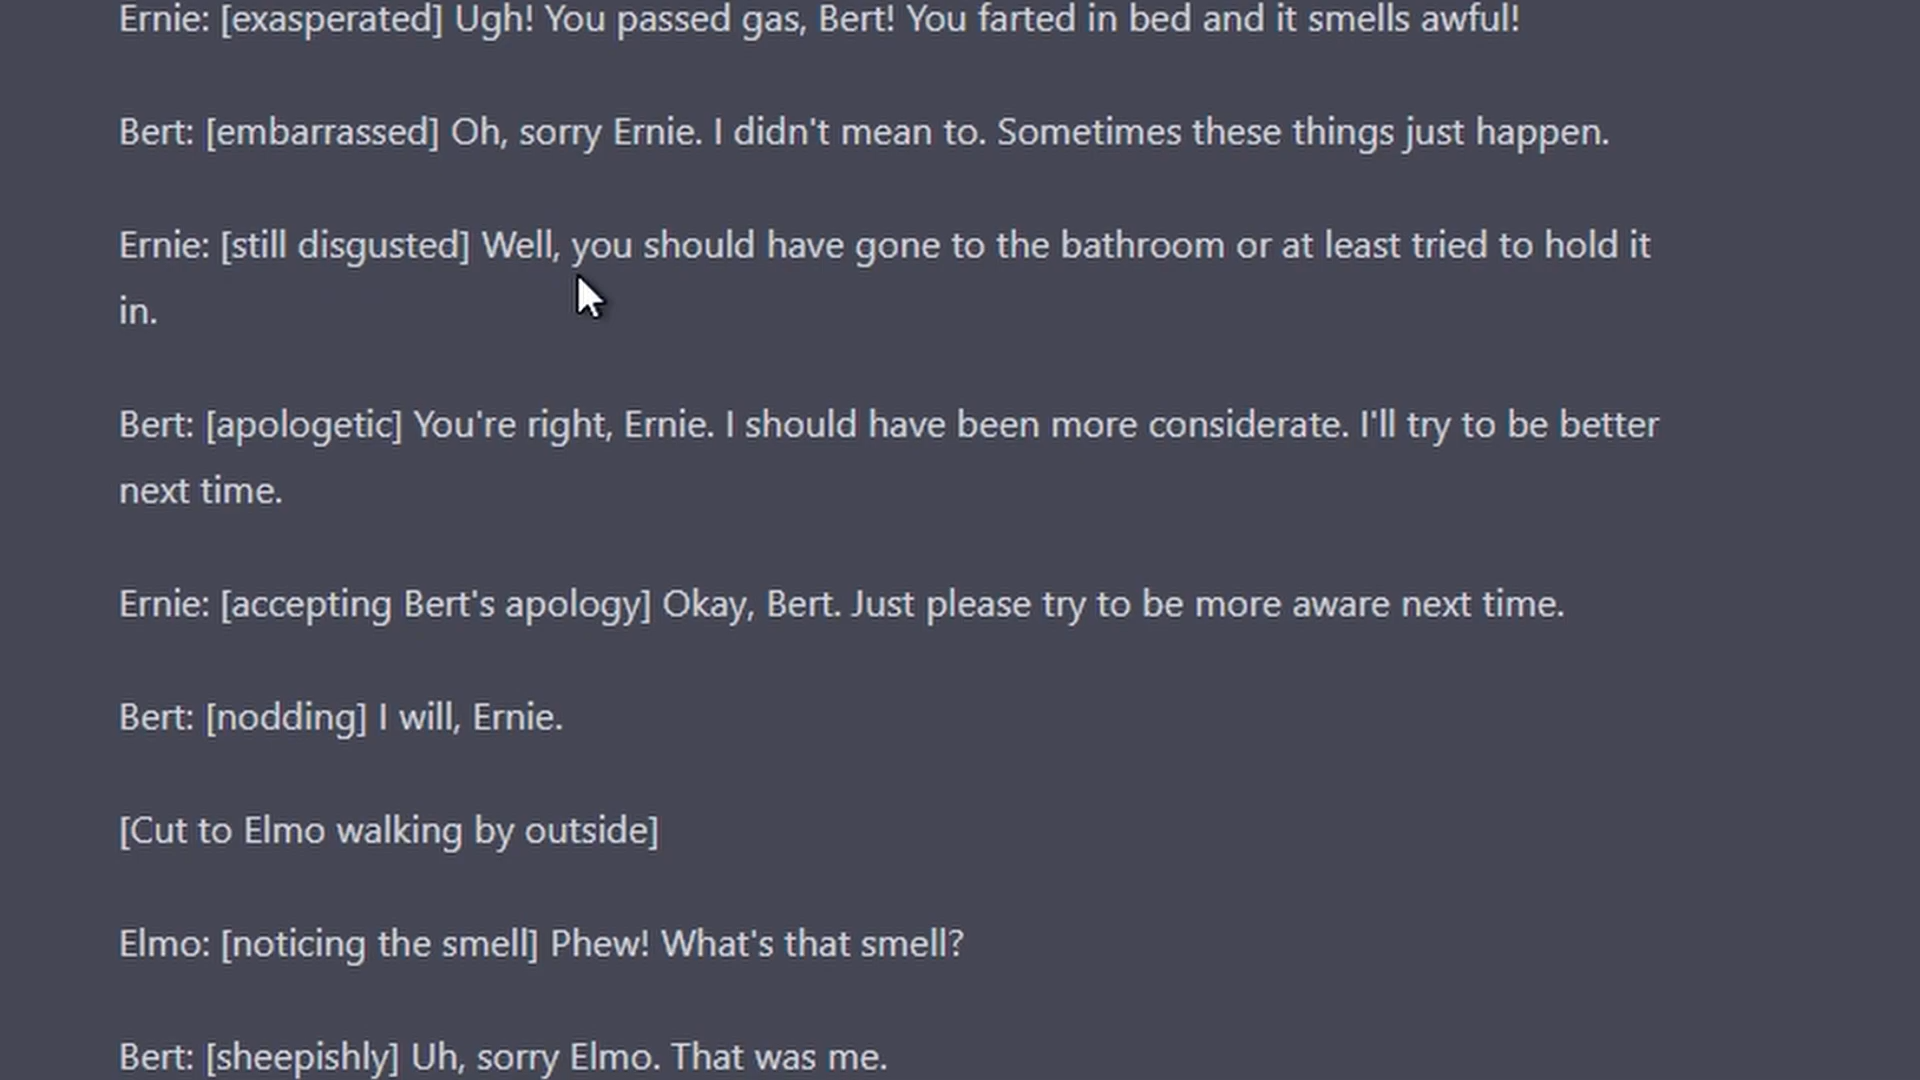 Ernie: [exasperated] Ugh! You passed gas, Bert! You farted in bed and it smells awful!
Bert: [embarrassed] Oh, sorry Ernie. I didn't mean to. Sometimes these things just happen.
Ernie: [still disgusted] Well, you should have gone to the bathroom or at least tried to hold it
in.
Bert: [apologetic] You're right, Ernie. I should have been more considerate. I'll try to be better
next time.
Ernie: [accepting Bert's apology] Okay, Bert. Just please try to be more aware next time.
Bert: [nodding] I will, Ernie.
[Cut to Elmo walking by outside]
Elmo: [noticing the smell] Phew! What's that smell?
Bert: [sheepishly] Uh, sorry Elmo. That was me.